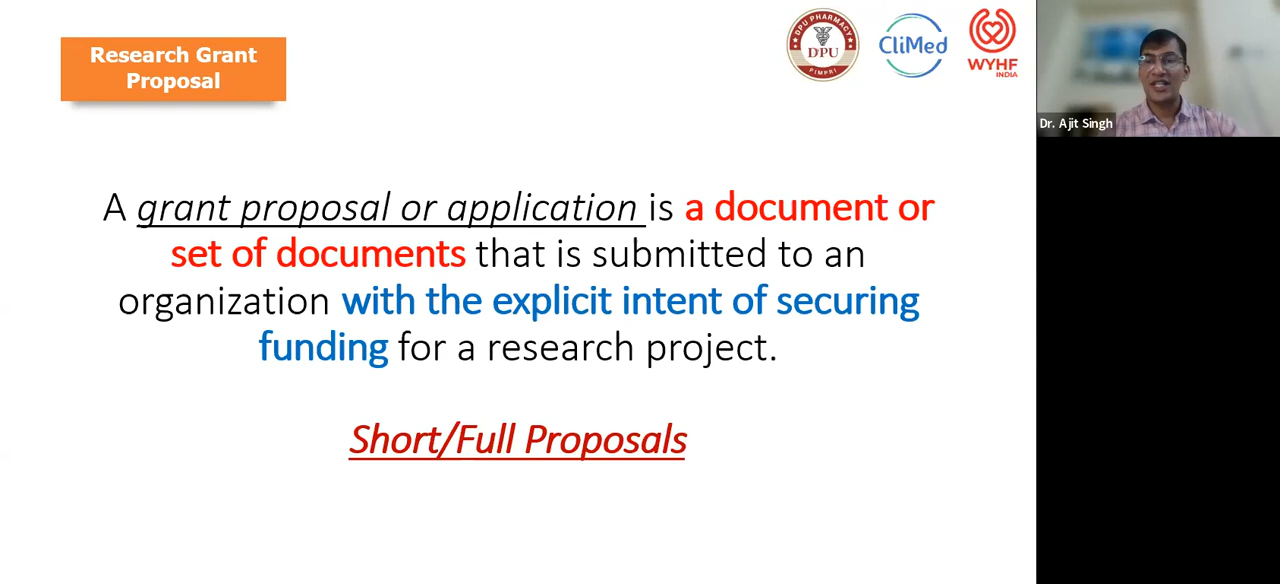 Research Grant
Proposal
DPU PHARMACY
DPU
PIMPRI
CliMed
WYHF
INDIA
Dr. Ajit Singh
A grant proposal or application is a document or
set of documents that is submitted to an
organization with the explicit intent of securing
funding for a research project.
Short/Full Proposals